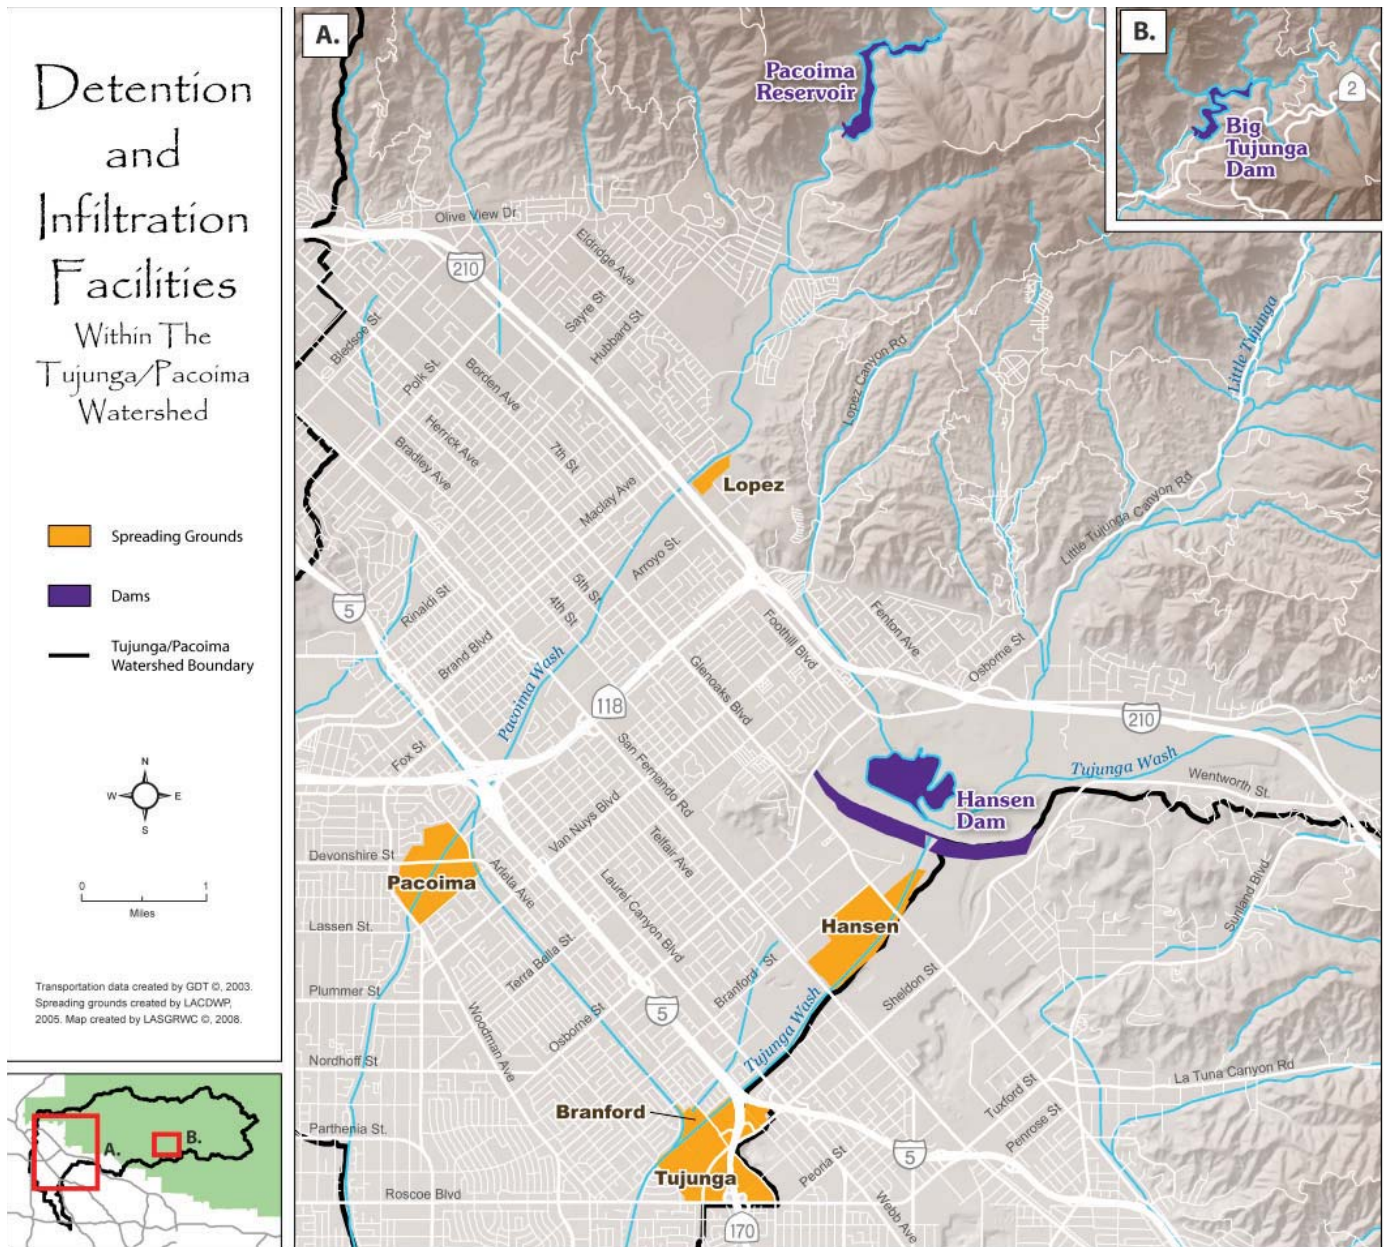 Detention
and
Infiltration
Facilities
Within The
Tujunga/Pacoima
Watershed
Spreading Grounds
Dams
Tujunga/Pacoima
Watershed Boundary
N
W
E
S
0
1
Miles
Transportation data created by GDT ©, 2003.
Spreading grounds created by LACDWP,
2005. Map created by LASGRWC ©, 2008.
A.
B.
A.
Pacoima
Reservoir
B.
2
Big
Tujunga
Dam
Olive View Dr
210
Eldridge Ave
Sayre St
Hubbard St
Bledsoe St
Polk St.
Borden Ave
Herrick Ave
Bradley Ave
7th St
Maclay Ave
Lopez Canyon Rd
Little Tujunga
Lopez
Little Tujunga Canyon Rd
Arroyo St.
5th St
4th St
5
Rinaldi St
Brand Blvd
Pacoima Wash
118
Foothill Blvd
Fenton Ave
Osborne St
Glenoaks Blvd
210
Fox St
San Fernando Rd
Van Nuys Blvd
Telfair Ave
Tujunga Wash
Wentworth St.
Hansen
Dam
Devonshire St
Pacoima
Arleta Ave
Laurel Canyon Blvd
Hansen
Sunland Blvd
Lassen St.
Terra Bella St.
Branford St
Sheldon St
Plummer St
Woodman Ave
Osborne St
5
Tujunga Wash
Nordhoff St
La Tuna Canyon Rd
Tuxford St
Penrose St
Branford
Parthenia St.
Tujunga
Peoria St
5
Roscoe Blvd
Webb Ave
170